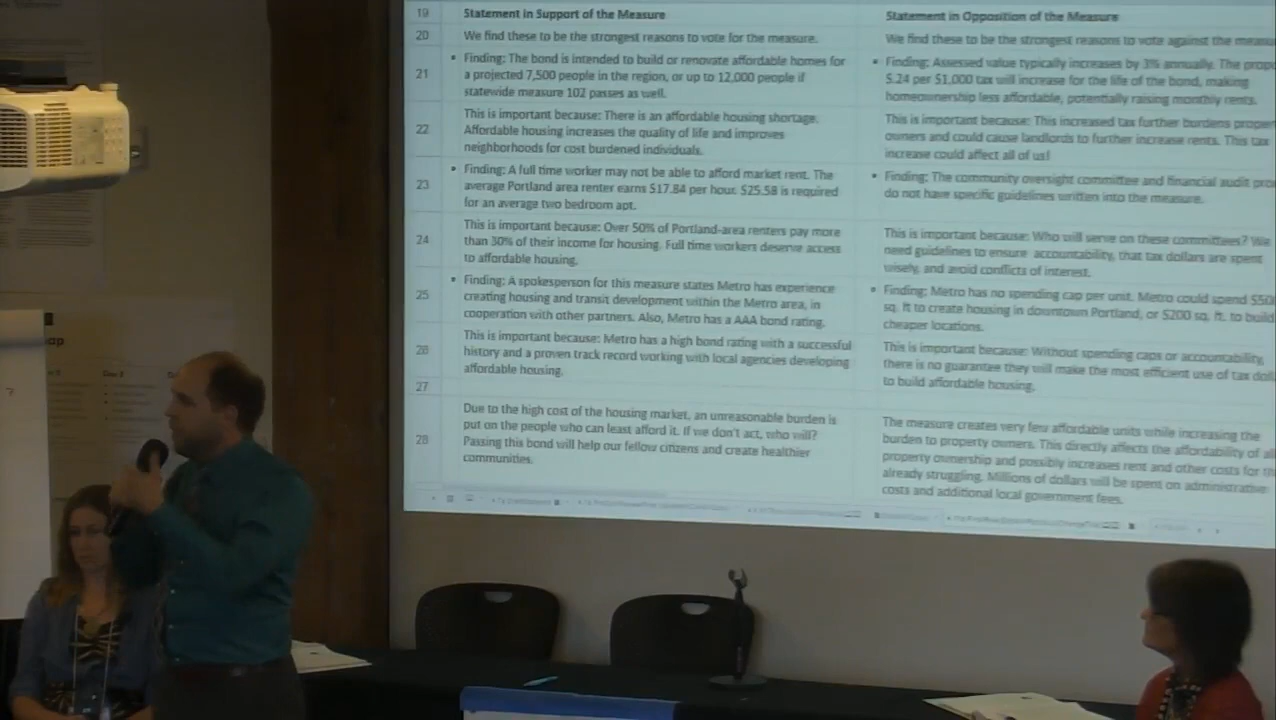 19 Statement in Support of the Measure
Statement in Opposition of the Measure
20 We find these to be the strongest reasons to vote for the measure.
We find these to be the strongest reasons to vote against the
21
• Finding: The bond is intended to build or renovate affordable homes for
a projected 7,500 people in the region, or up to 12,000 people if
statewide measure 102 passes as well.
• Finding: Assessed value typically increases by 3% annually. The
$.24 per $1,000 tax will increase for the life of the bond, making
homeownership less affordable, potentially raising monthly rents.
22
This is important because: There is an affordable housing shortage.
Affordable housing increases the quality of life and improves
neighborhoods for cost burdened individuals.
This is important because: This increased tax further burdens
owners and could cause landlords to further increase rents. This tax
increase could affect all of us!
23
• Finding: A full time worker may not be able to afford market rent. The
average Portland area renter earns $17.84 per hour. $25.58 is required
for an average two bedroom apt.
• Finding: The community oversight committee and financial audit
do not have specific guidelines written into the measure.
24
This is important because: Over 50% of Portland-area renters pay more
than 30% of their income for housing. Full time workers deserve access
to affordable housing.
This is important because: Who will serve on these committees? We
need guidelines to ensure accountability, that tax dollars are spent
wisely, and avoid conflicts of interest.
25
• Finding: A spokesperson for this measure states Metro has experience
creating housing and transit development within the Metro area, in
cooperation with other partners. Also, Metro has a AAA bond rating.
• Finding: Metro has no spending cap per unit. Metro could spend
sq. ft to create housing in downtown Portland, or $200 sq. ft. to build
cheaper locations.
26
This is important because: Metro has a high bond rating with a successful
history and a proven track record working with local agencies developing
affordable housing.
This is important because: Without spending caps or accountability,
there is no guarantee they will make the most efficient use of tax
to build affordable housing.
27
28
Due to the high cost of the housing market, an unreasonable burden is
put on the people who can least afford it. If we don't act, who will?
Passing this bond will help our fellow citizens and create healthier
communities.
The measure creates very few affordable units while increasing the
burden to property owners. This directly affects the affordability of
property ownership and possibly increases rent and other costs for
already struggling. Millions of dollars will be spent on administrative
costs and additional local government fees.